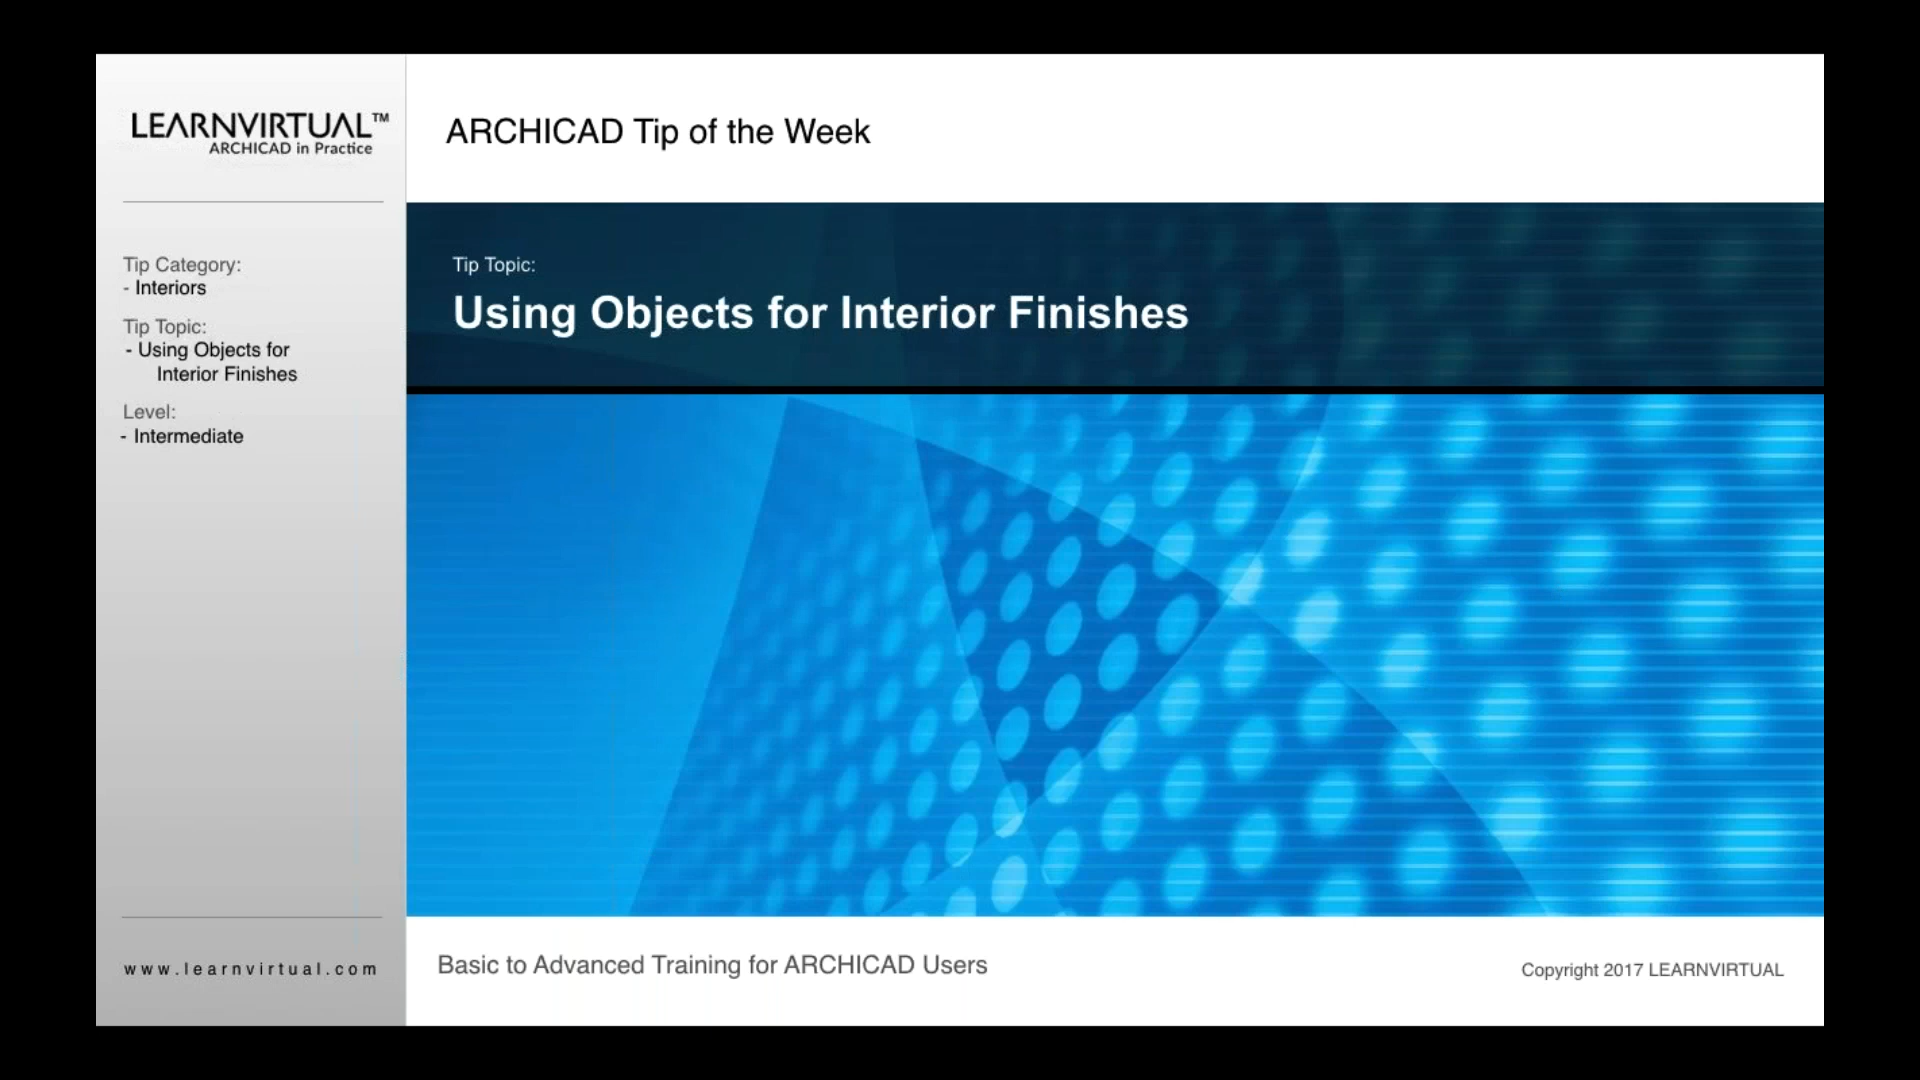 LEARNVIRTUAL™
ARCHICAD in Practice
Tip Category:
- Interiors
Tip Topic:
- Using Objects for
Interior Finishes
Level:
- Intermediate
www.learnvirtual.com
ARCHICAD Tip of the Week
Tip Topic:
Using Objects for Interior Finishes
Basic to Advanced Training for ARCHICAD Users
Copyright 2017 LEARNVIRTUAL